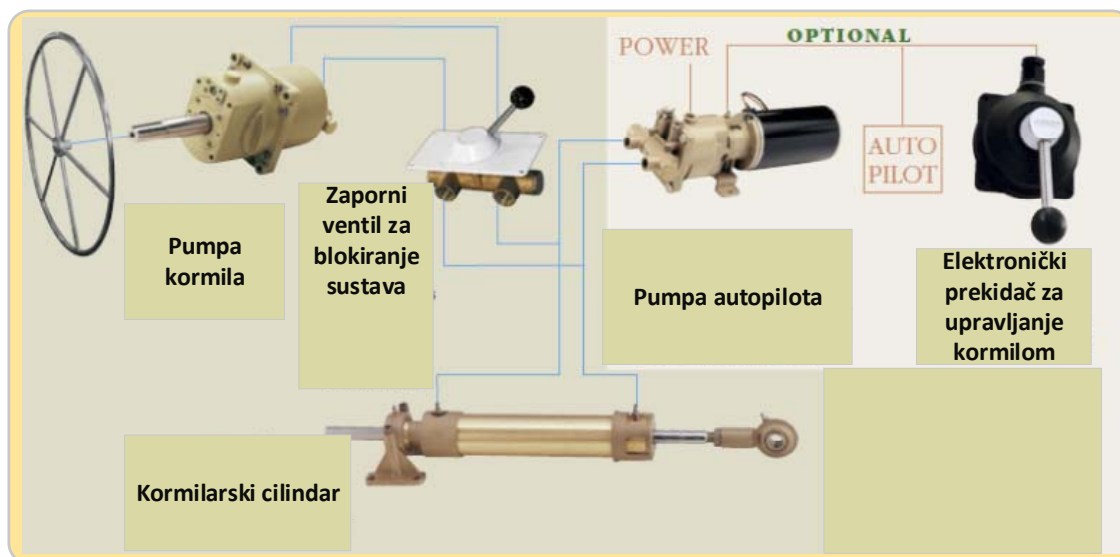 OPTIONAL
POWER
AUTO
PILOT
Pumpa
kormila
Zaporni
ventil za
blokiranje
sustava
Pumpa autopilota
Elektronički
prekidač za
upravljanje
kormilom
Kormilarski cilindar